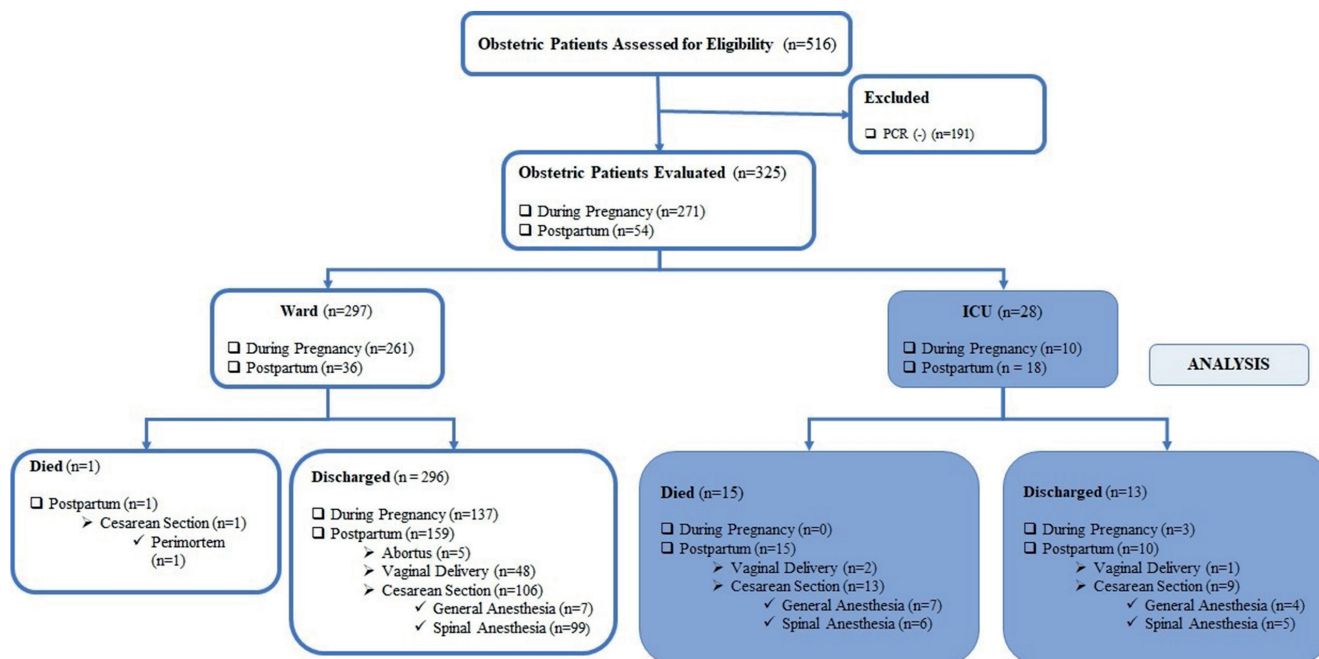 Obstetric Patients Assessed for Eligibility (n=516)
Excluded
❑ PCR (-) (n=191)
Obstetric Patients Evaluated (n=325)
❑ During Pregnancy (n=271)
❑ Postpartum (n=54)
Ward (n=297)
❑ During Pregnancy (n=261)
❑ Postpartum (n=36)
ICU (n=28)
❑ During Pregnancy (n=10)
❑ Postpartum (n = 18)
ANALYSIS
Died (n=1)
❑ Postpartum (n=1)
➢ Cesarean Section (n=1)
✓ Perimortem
(n=1)
Discharged (n = 296)
❑ During Pregnancy (n=137)
❑ Postpartum (n=159)
➢ Abortus (n=5)
➢ Vaginal Delivery (n=48)
➢ Cesarean Section (n=106)
✓ General Anesthesia (n=7)
✓ Spinal Anesthesia (n=99)
Died (n=15)
❑ During Pregnancy (n=0)
❑ Postpartum (n=15)
➢ Vaginal Delivery (n=2)
➢ Cesarean Section (n=13)
✓ General Anesthesia (n=7)
✓ Spinal Anesthesia (n=6)
Discharged (n=13)
❑ During Pregnancy (n=3)
❑ Postpartum (n=10)
➢ Vaginal Delivery (n=1)
➢ Cesarean Section (n=9)
✓ General Anesthesia (n=4)
✓ Spinal Anesthesia (n=5)